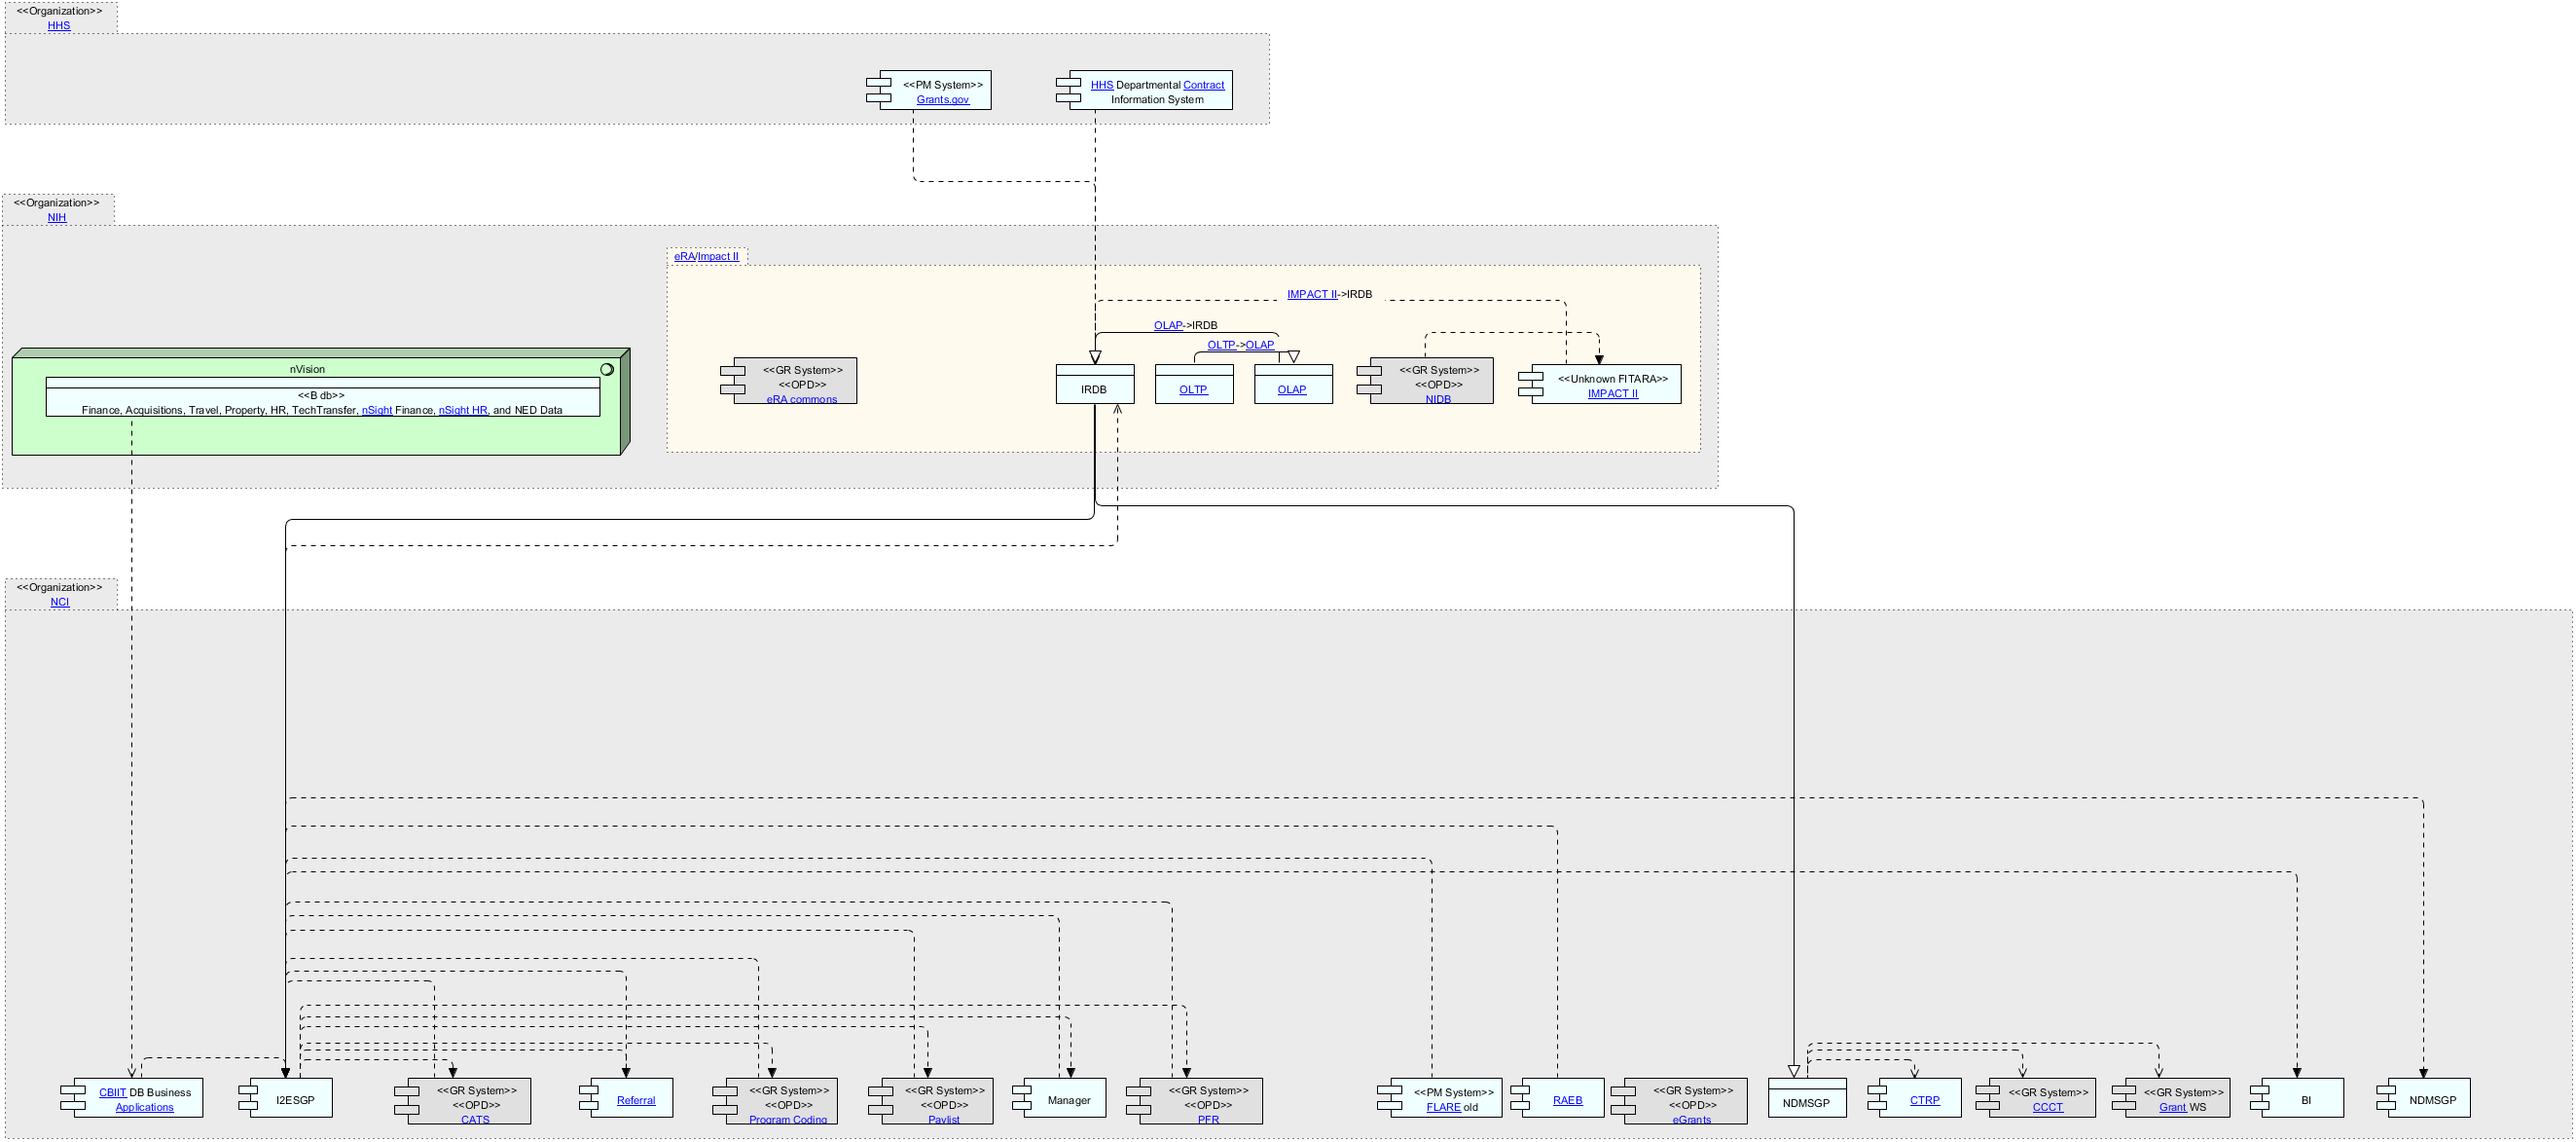 <<Organization>>
HHS
<<PM System>>
Grants.gov
HHS Departmental Contract
Information System
<<Organization>>
NIH
eRA/Impact II
IMPACT II->IRDB
OLAP->IRDB
OLTP->OLAP
nVision
<<B db>>
Finance, Acquisitions, Travel, Property, HR, TechTransfer, nSight Finance, nSight HR, and NED Data
<<GR System>>
<<OPD>>
eRA commons
IRDB
OLTP
OLAP
<<GR System>>
<<OPD>>
NIDB
<<Unknown FITARA>>
IMPACT II
<<Organization>>
NCI
CBIIT DB Business
Applications
I2ESGP
<<GR System>>
<<OPD>>
CATS
Referral
<<GR System>>
<<OPD>>
Program Coding
<<GR System>>
<<OPD>>
Paylist
Manager
<<GR System>>
<<OPD>>
PFR
<<PM System>>
FLARE old
RAEB
<<GR System>>
<<OPD>>
eGrants
NDMSGP
CTRP
<<GR System>>
CCCT
<<GR System>>
Grant WS
BI
NDMSGP